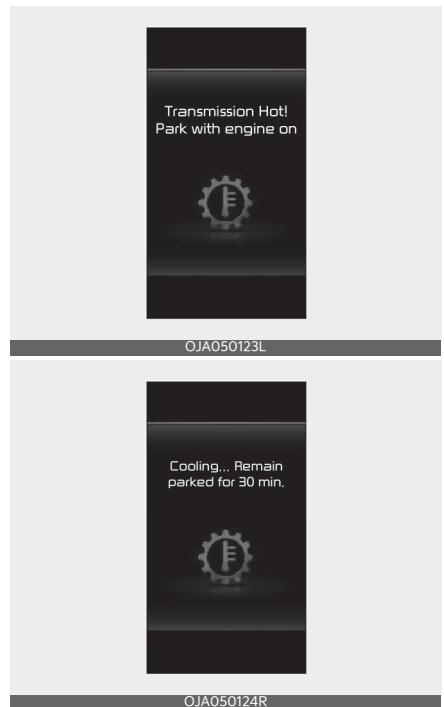 Transmission Hot!
Park with engine on
OJA050123L
Cooling... Remain
parked for 30 min.
OJA050124R